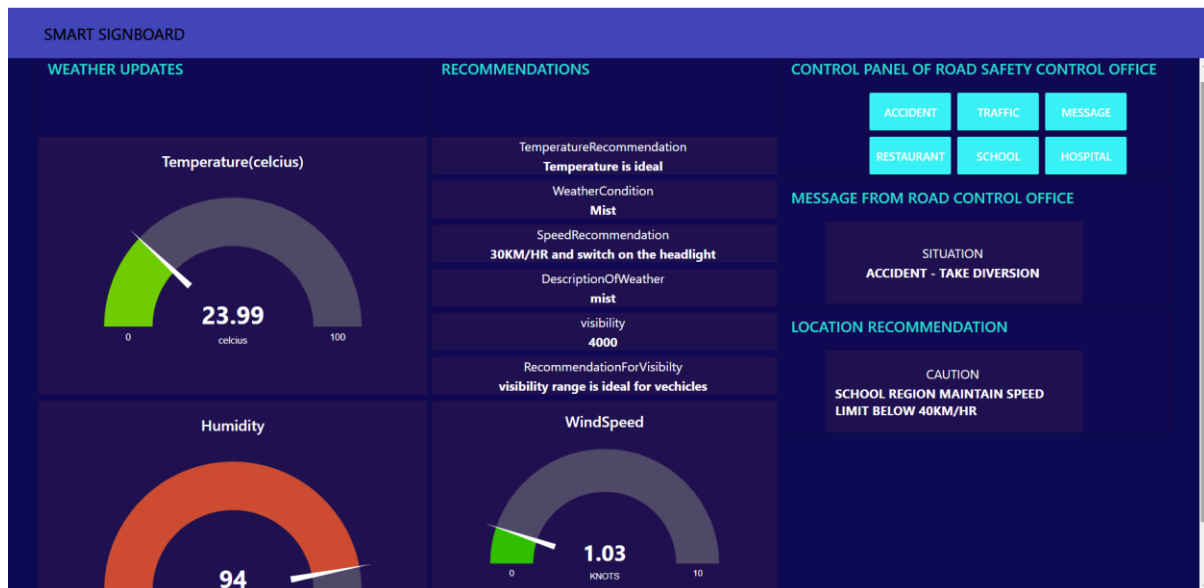 SMART SIGNBOARD
WEATHER UPDATES
Temperature(celcius)
23.99
celcius
0
100
Humidity
94
RECOMMENDATIONS
TemperatureRecommendation
Temperature is ideal
WeatherCondition
Mist
SpeedRecommendation
30KM/HR and switch on the headlight
DescriptionOfWeather
mist
visibility
4000
RecommendationForVisibilty
visibility range is ideal for vechicles
WindSpeed
1.03
KNOTS
0
10
CONTROL PANEL OF ROAD SAFETY CONTROL OFFICE
ACCIDENT TRAFFIC MESSAGE
RESTAURANT SCHOOL HOSPITAL
MESSAGE FROM ROAD CONTROL OFFICE
SITUATION
ACCIDENT - TAKE DIVERSION
LOCATION RECOMMENDATION
CAUTION
SCHOOL REGION MAINTAIN SPEED
LIMIT BELOW 40KM/HR